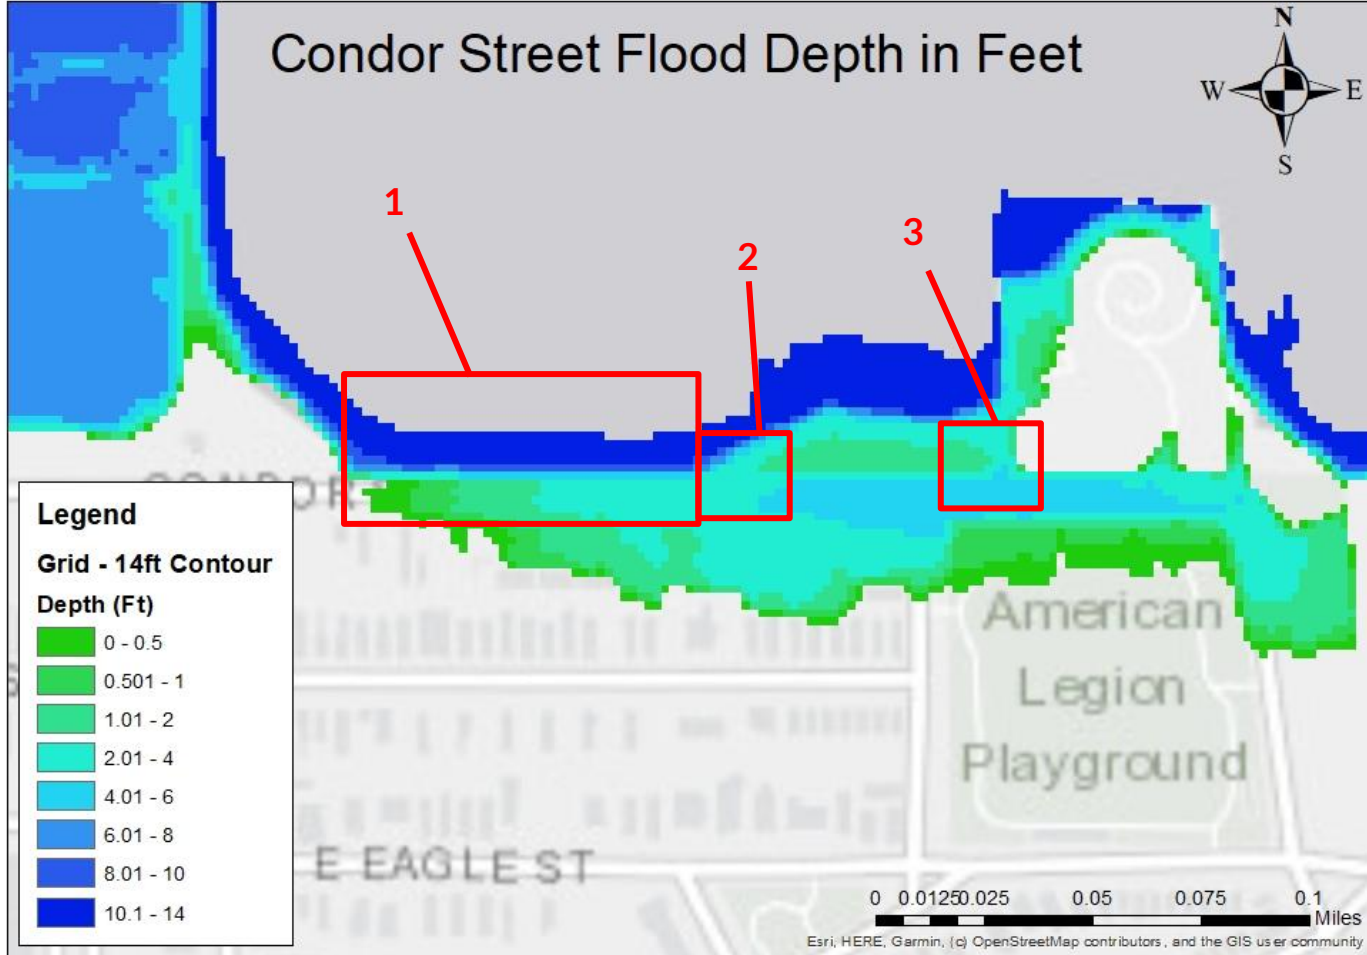 Condor Street Flood Depth in Feet
N
W E
S
1
2
3
CONDOR
Legend
Grid - 14ft Contour
Depth (Ft)
0 - 0.5
0.501 - 1
1.01 - 2
2.01 - 4
4.01 - 6
6.01 - 8
8.01 - 10
10.1 - 14
American
Legion
Playground
E EAGLE ST
0 0.0125 0.025 0.05 0.075 0.1
Miles
Esri, HERE, Garmin, (c) OpenStreetMap contributors, and the GIS user community